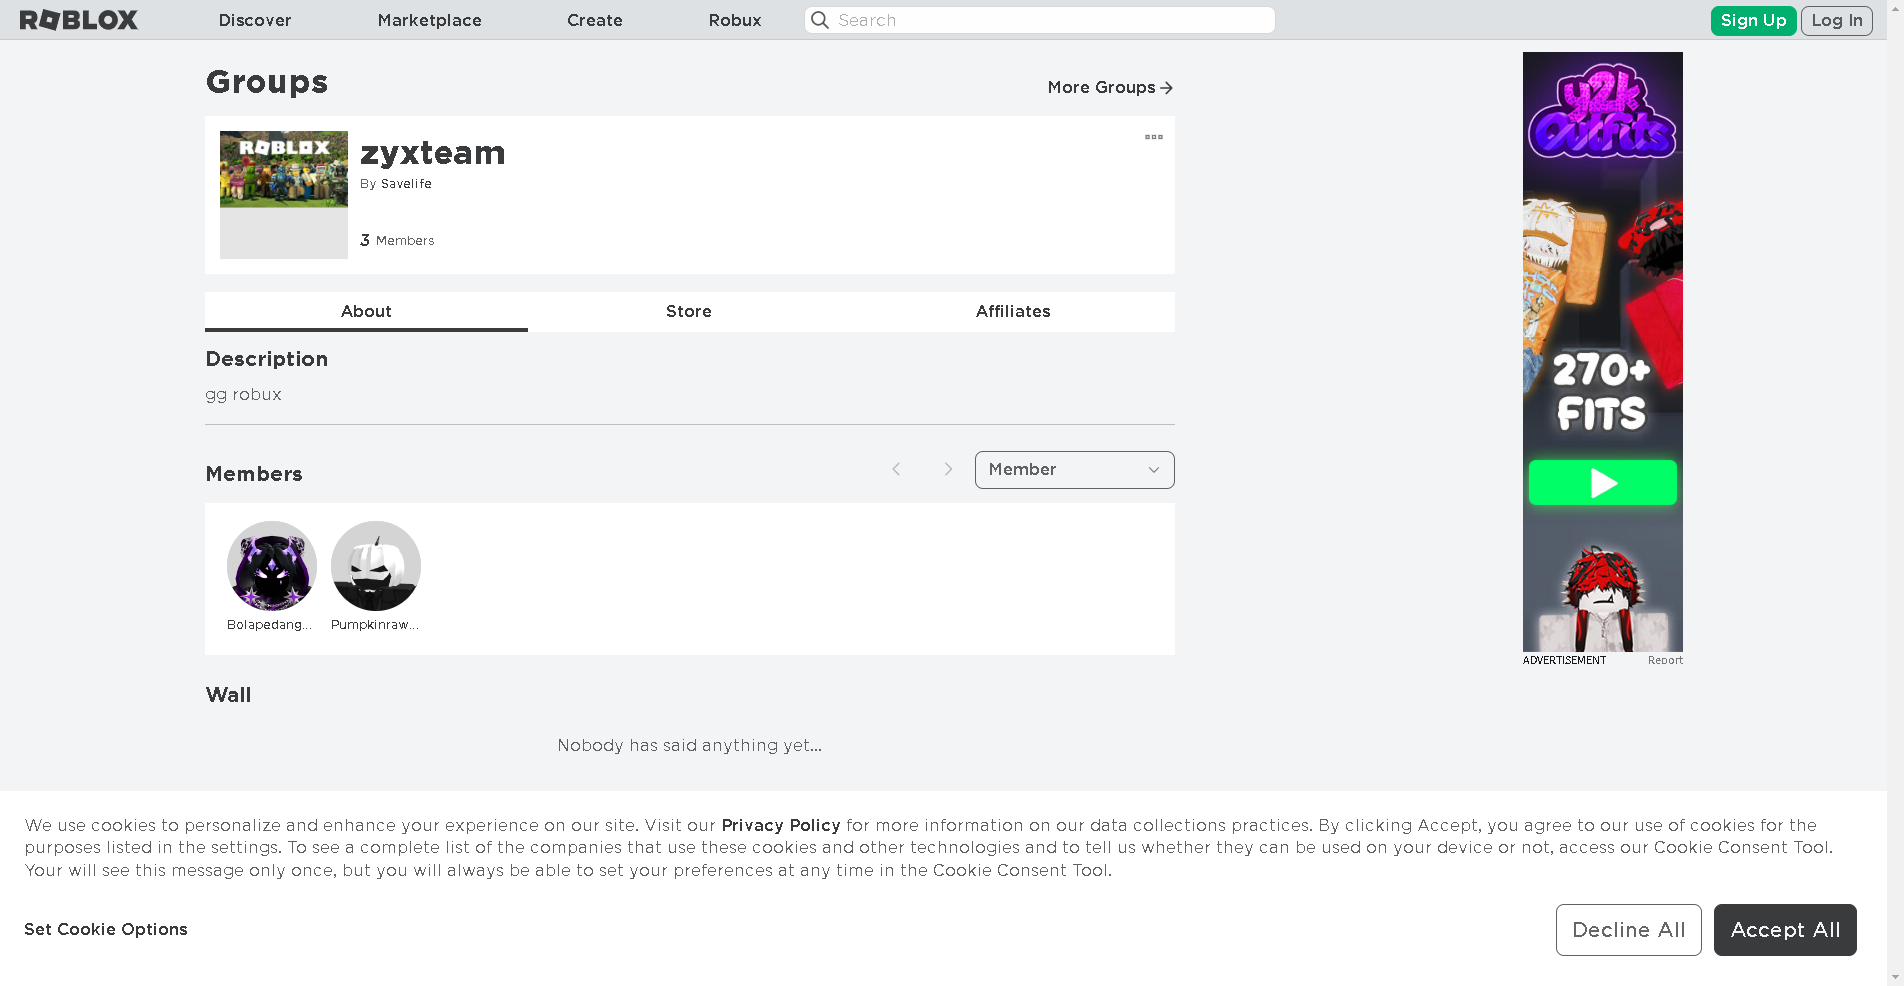 ROBLOX
Discover
Marketplace
Create
Robux
Search
Sign Up
Log In
Groups
More Groups
ROBLOX
zyxteam
By Savelife
3 Members
About
Store
Affiliates
Description
gg robux
Members
Member
Bolapedang...
Pumpkinraw...
Wall
Nobody has said anything yet...
y2k
Outfits
270+
FITS
ADVERTISEMENT
Report
We use cookies to personalize and enhance your experience on our site. Visit our Privacy Policy for more information on our data collections practices. By clicking Accept, you agree to our use of cookies for the
purposes listed in the settings. To see a complete list of the companies that use these cookies and other technologies and to tell us whether they can be used on your device or not, access our Cookie Consent Tool.
Your will see this message only once, but you will always be able to set your preferences at any time in the Cookie Consent Tool.
Set Cookie Options
Decline All
Accept All